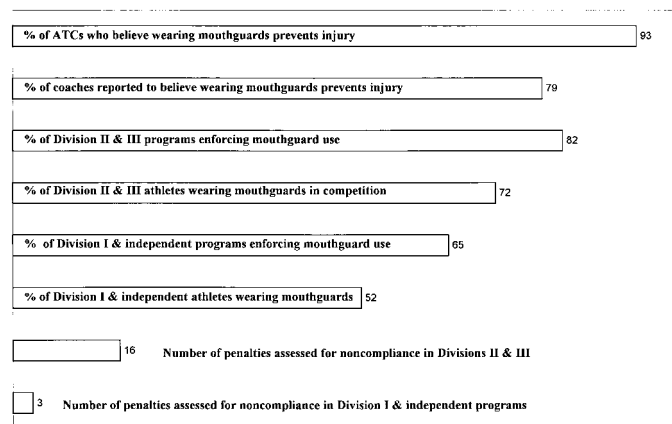 % of ATCs who believe wearing mouthguards prevents injury 93
% of coaches reported to believe wearing mouthguards prevents injury 79
% of Division II & III programs enforcing mouthguard use 82
% of Division II & III athletes wearing mouthguards in competition 72
% of Division I & independent programs enforcing mouthguard use 65
% of Division I & independent athletes wearing mouthguards 52
16 Number of penalties assessed for noncompliance in Divisions II & III
3 Number of penalties assessed for noncompliance in Division I & independent programs